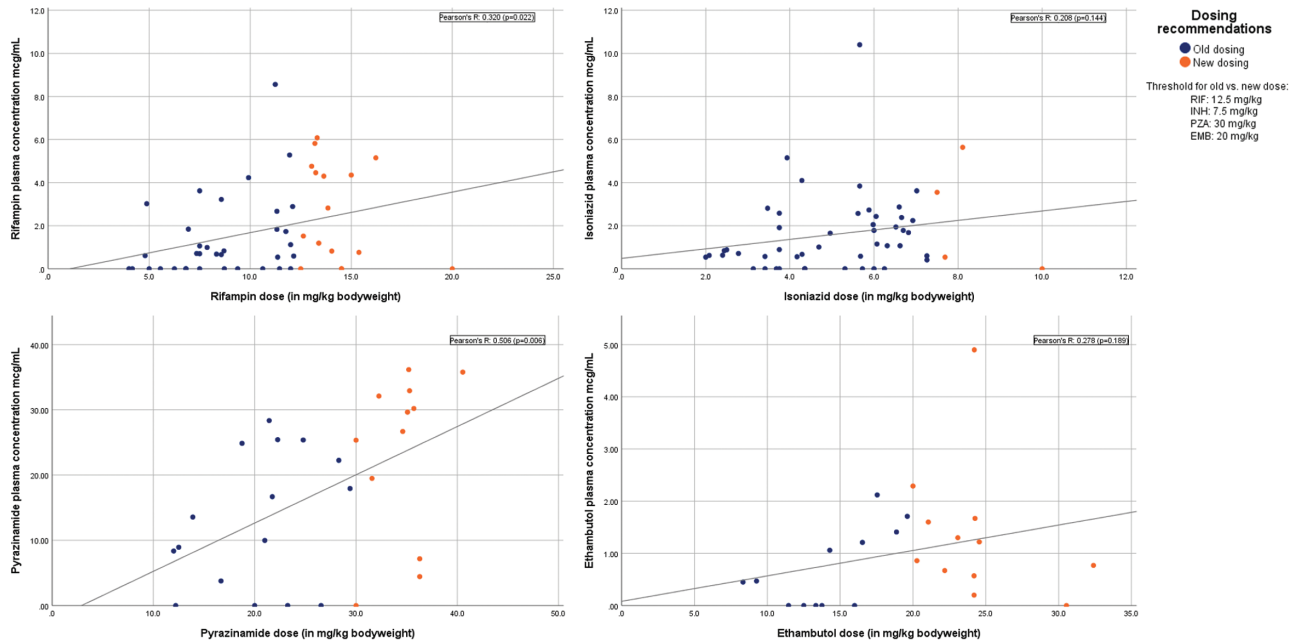 Pearson's R: 0.320 (p=0.022)
12.0
10.0
8.0
6.0
4.0
2.0
.0
.0 5.0 10.0 15.0 20.0 25.0
Rifampin plasma concentration mcg/mL
Rifampin dose (in mg/kg bodyweight)
Pearson's R: 0.208 (p=0.144)
12.0
10.0
8.0
6.0
4.0
2.0
.0
.0 2.0 4.0 6.0 8.0 10.0 12.0
Isoniazid plasma concentration mcg/mL
Isoniazid dose (in mg/kg bodyweight)
Dosing
recommendations
Old dosing
New dosing
Threshold for old vs. new dose:
RIF: 12.5 mg/kg
INH: 7.5 mg/kg
PZA: 30 mg/kg
EMB: 20 mg/kg
Pearson's R: 0.506 (p=0.006)
40.00
30.00
20.00
10.00
.00
.0 10.0 20.0 30.0 40.0 50.0
Pyrazinamide plasma concentration mcg/mL
Pyrazinamide dose (in mg/kg bodyweight)
Pearson's R: 0.278 (p=0.189)
5.00
4.00
3.00
2.00
1.00
.00
.0 5.0 10.0 15.0 20.0 25.0 30.0 35.0
Ethambutol plasma concentration mcg/mL
Ethambutol dose (in mg/kg bodyweight)